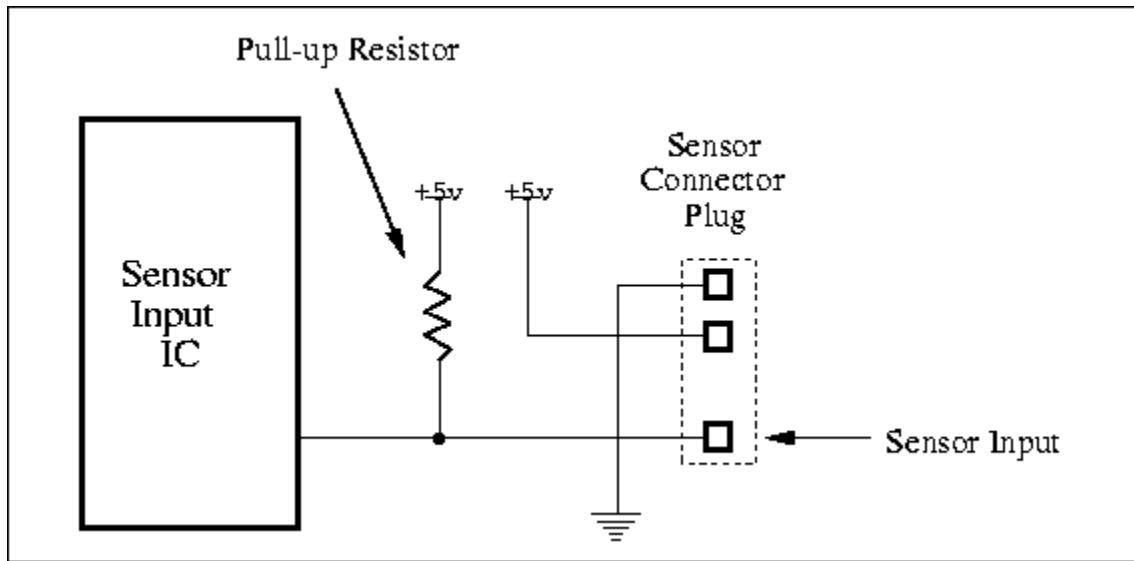 Pull-up Resistor
Sensor
Connector
Plug
+5v
+5v
Sensor
Input
IC
Sensor Input